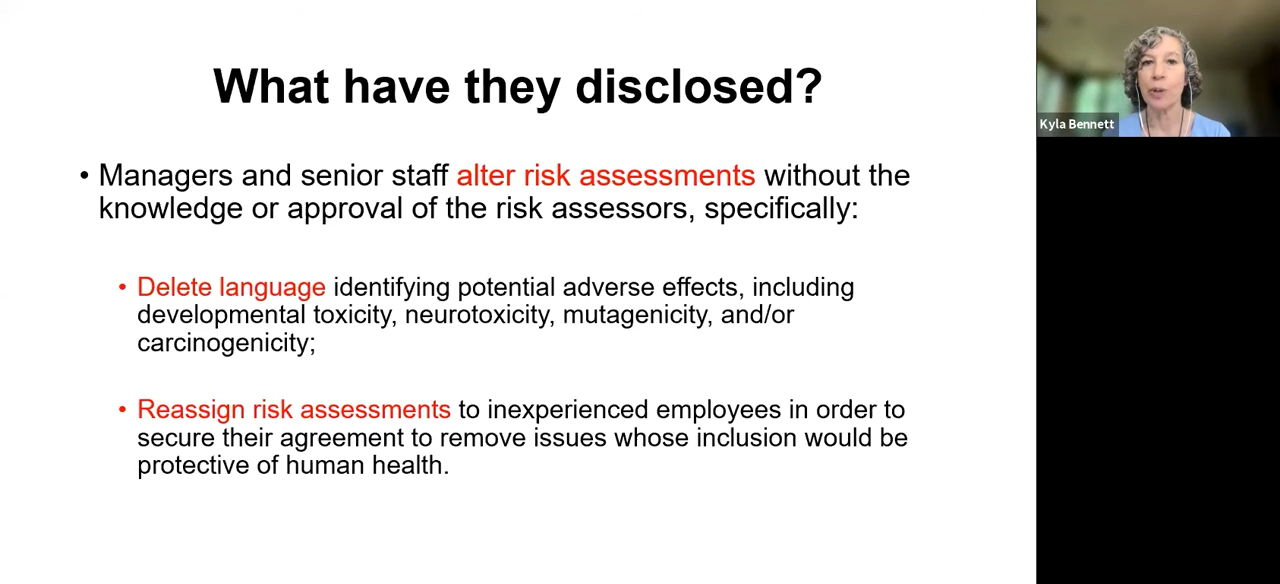 What have they disclosed?
• Managers and senior staff alter risk assessments without the
knowledge or approval of the risk assessors, specifically:
• Delete language identifying potential adverse effects, including
developmental toxicity, neurotoxicity, mutagenicity, and/or
carcinogenicity;
• Reassign risk assessments to inexperienced employees in order to
secure their agreement to remove issues whose inclusion would be
protective of human health.
Kyla Bennett